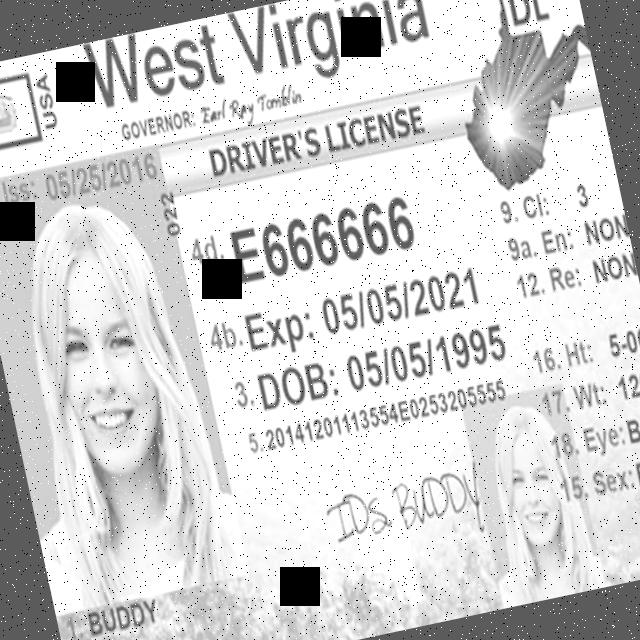 West Virginia
IDL
USA
GOVERNOR: Earl Ray Tomblin
DRIVER'S LICENSE
Iss: 05/25/2016
022
4d. E666666
9. Cl: 3
9a. En: NON
12. Re: NON
4b. Exp: 05/05/2021
3. DOB: 05/05/1995
5.20141201113554E0253205555
16. Ht: 5-0
17. Wt: 12
18. Eye: B
15. Sex:
IDs BUDDY
1. BUDDY